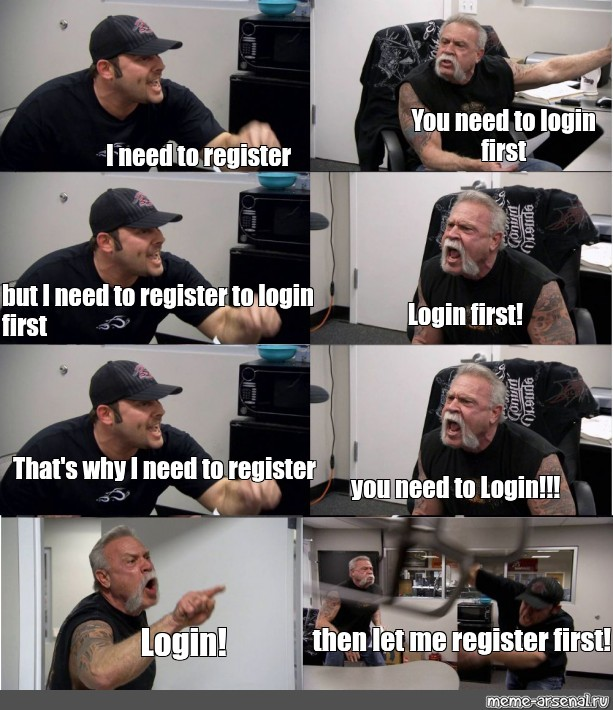 I need to register
You need to login
first
but I need to register to login
first
Login first!
That's why I need to register
you need to Login!!!
Login!
then let me register first!
meme-arsenal.ru